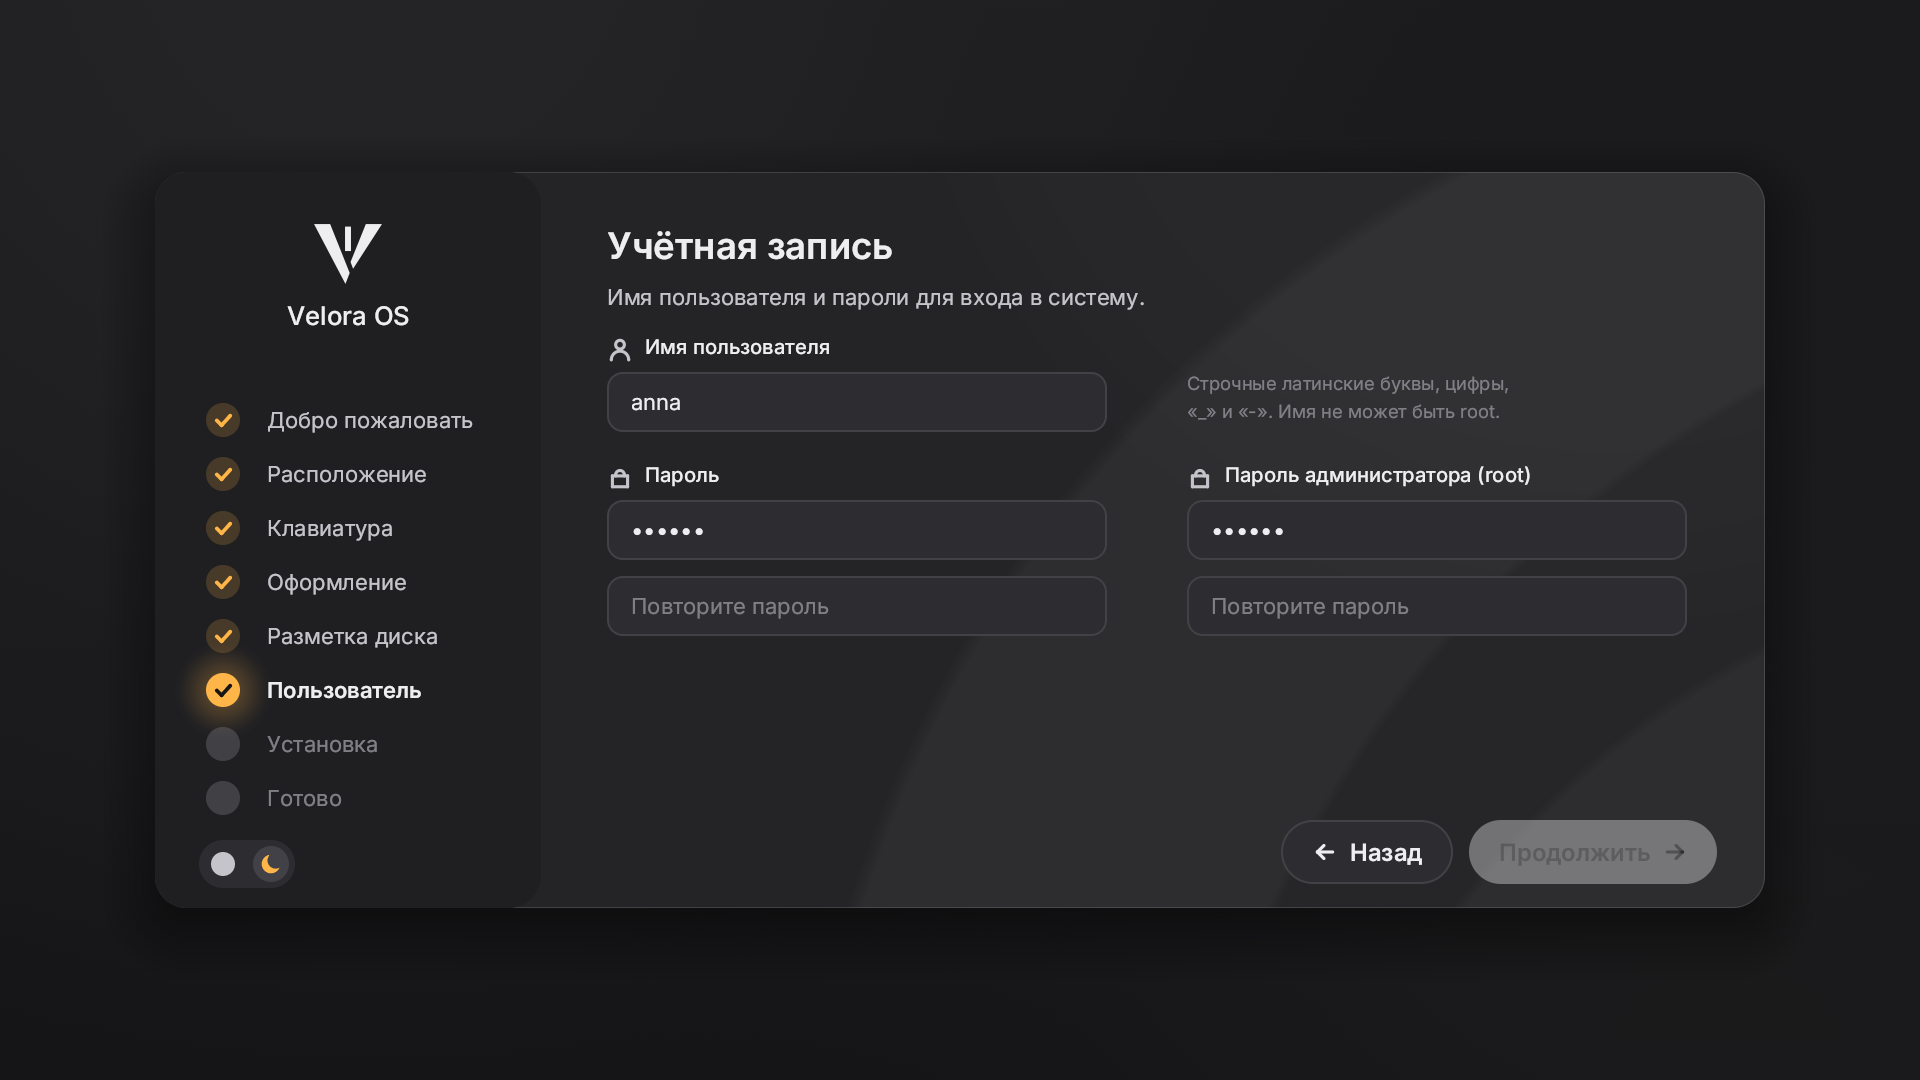 Velora OS
Добро пожаловать
Расположение
Клавиатура
Оформление
Разметка диска
Пользователь
Установка
Готово
Учётная запись
Имя пользователя и пароли для входа в систему.
Имя пользователя
anna
Строчные латинские буквы, цифры,
«_» и «-». Имя не может быть root.
Пароль
••••••
Повторите пароль
Пароль администратора (root)
••••••
Повторите пароль
Назад
Продолжить